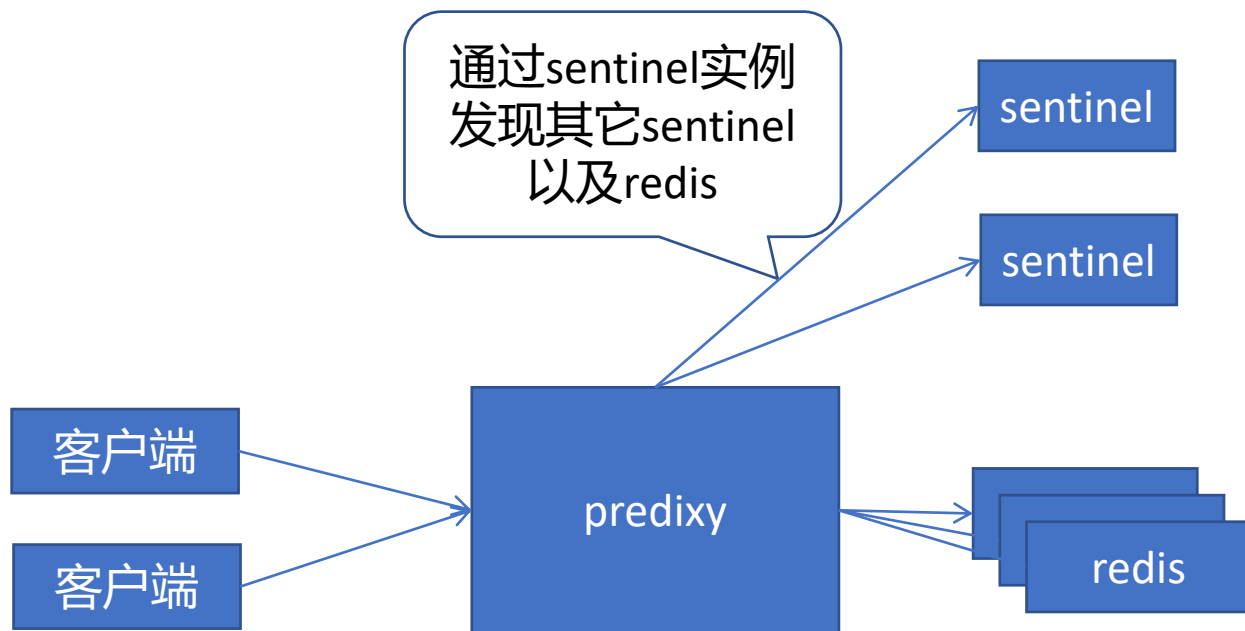 通过sentinel实例
发现其它sentinel
以及redis
sentinel
sentinel
客户端
predixy
客户端
redis